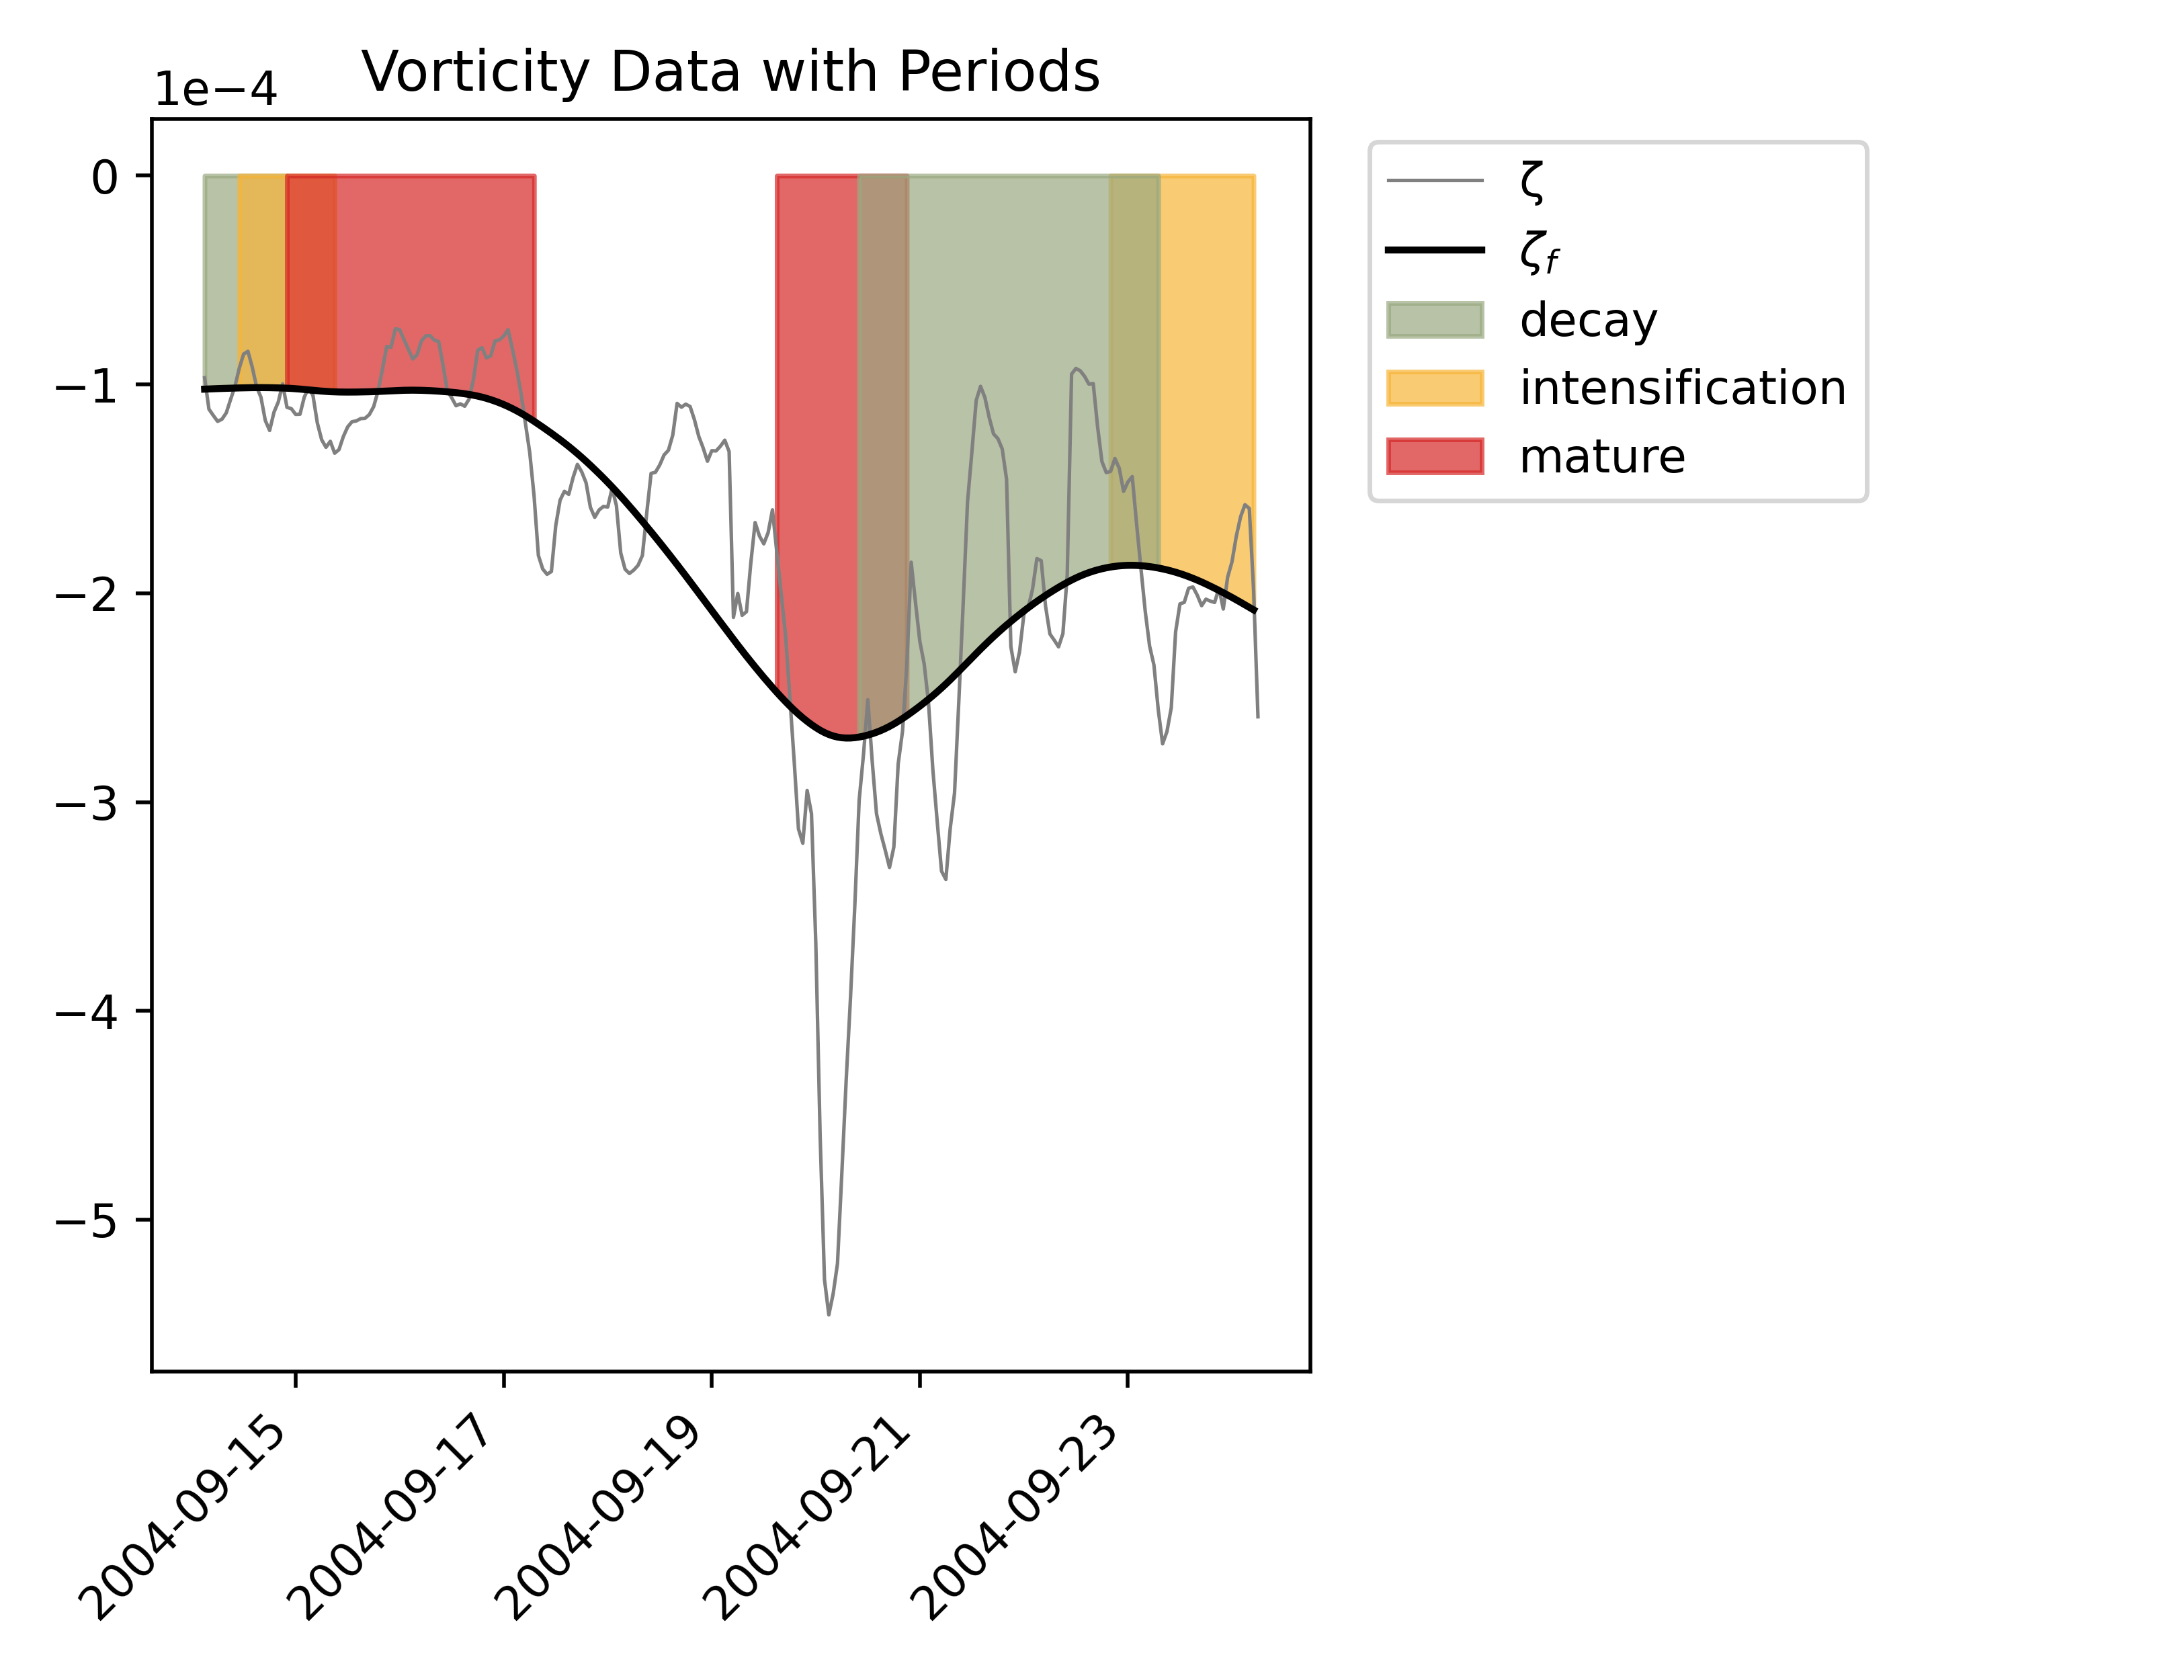 Vorticity Data with Periods
1e−4
0
−1
−2
−3
−4
−5
2004-09-15
2004-09-17
2004-09-19
2004-09-21
2004-09-23
ζ
ζf
decay
intensification
mature